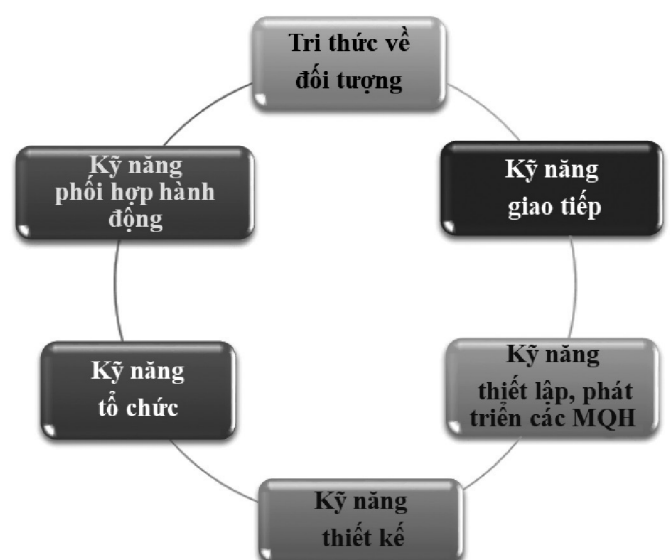 Tri thức về
đối tượng
Kỹ năng
giao tiếp
Kỹ năng
thiết lập, phát
triển các MQH
Kỹ năng
thiết kế
Kỹ năng
tổ chức
Kỹ năng
phối hợp hành
động